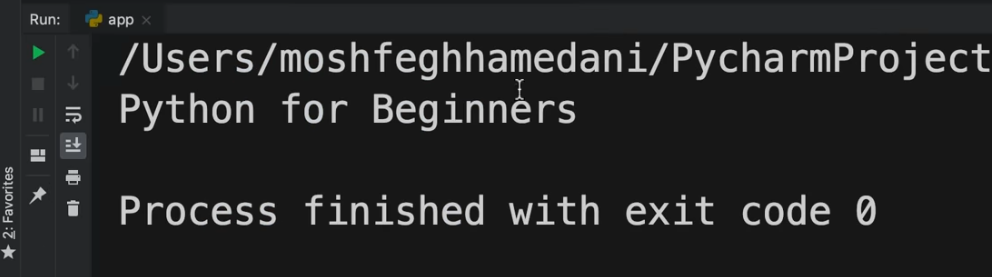 Run: app
/Users/moshfeghhamedani/PycharmProject
Python for Beginners
Process finished with exit code 0
2: Favorites